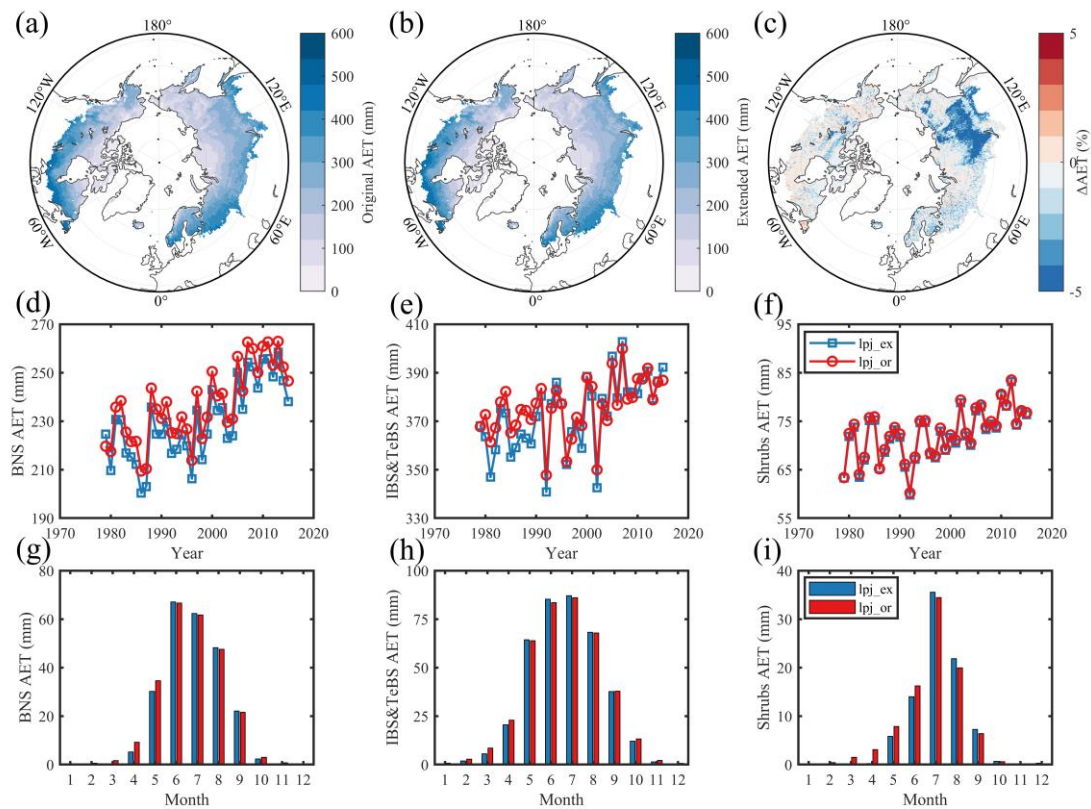 (a)
180°
120°W
120°E
60°W
60°E
0°
600
500
400
300
200
100
0
Original AET (mm)
(b)
180°
120°W
120°E
60°W
60°E
0°
600
500
400
300
200
100
0
Extended AET (mm)
(c)
180°
120°W
120°E
60°W
60°E
0°
5
0
-5
ΔAET (%)
(d)
270
250
230
210
190
BNS AET (mm)
1970 1980 1990 2000 2010 2020
Year
(e)
410
390
370
350
330
IBS&TeBS AET (mm)
1970 1980 1990 2000 2010 2020
Year
(f)
95
85
75
65
55
Shrubs AET (mm)
lpj_ex
lpj_or
1970 1980 1990 2000 2010 2020
Year
(g)
80
60
40
20
0
BNS AET (mm)
1 2 3 4 5 6 7 8 9 10 11 12
Month
(h)
100
75
50
25
0
IBS&TeBS AET (mm)
1 2 3 4 5 6 7 8 9 10 11 12
Month
(i)
40
30
20
10
0
Shrubs AET (mm)
lpj_ex
lpj_or
1 2 3 4 5 6 7 8 9 10 11 12
Month